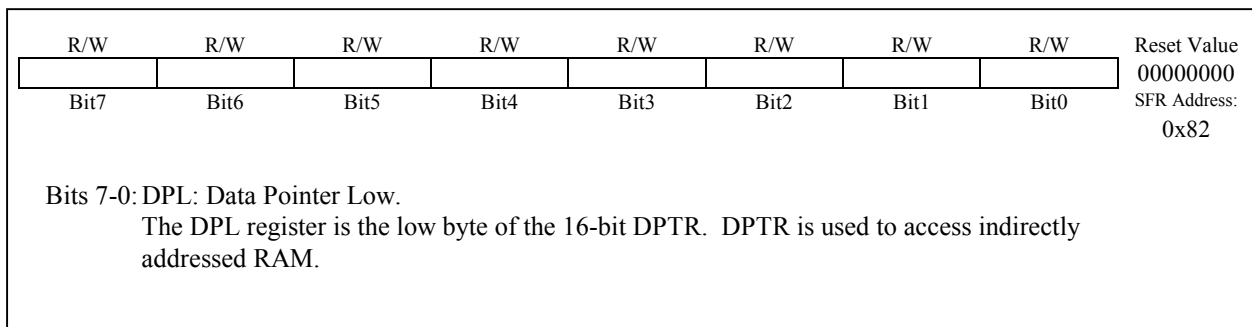 R/W R/W R/W R/W R/W R/W R/W R/W Reset Value
00000000
Bit7 Bit6 Bit5 Bit4 Bit3 Bit2 Bit1 Bit0 SFR Address:
0x82
Bits 7-0: DPL: Data Pointer Low.
The DPL register is the low byte of the 16-bit DPTR. DPTR is used to access indirectly
addressed RAM.